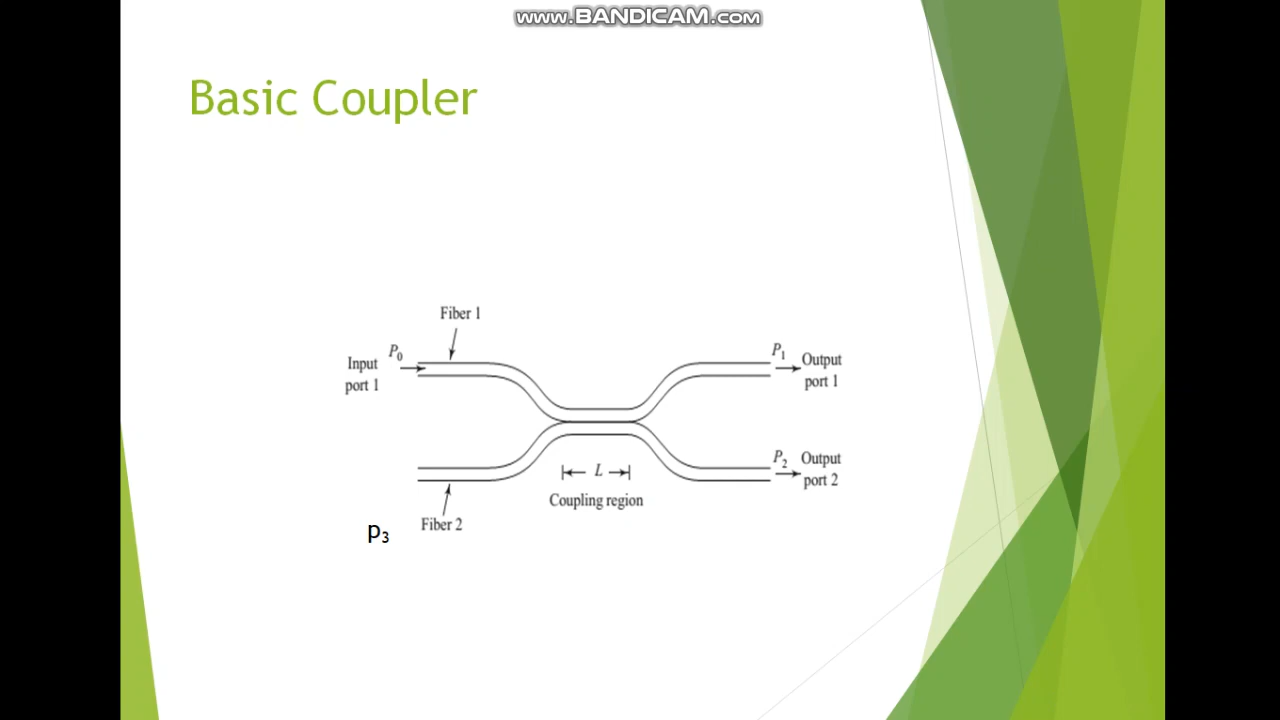 www.BANDICAM.com
Basic Coupler
Fiber 1
Input
port 1
P0
P1
Output
port 1
P2
Output
port 2
L
Coupling region
Fiber 2
p3